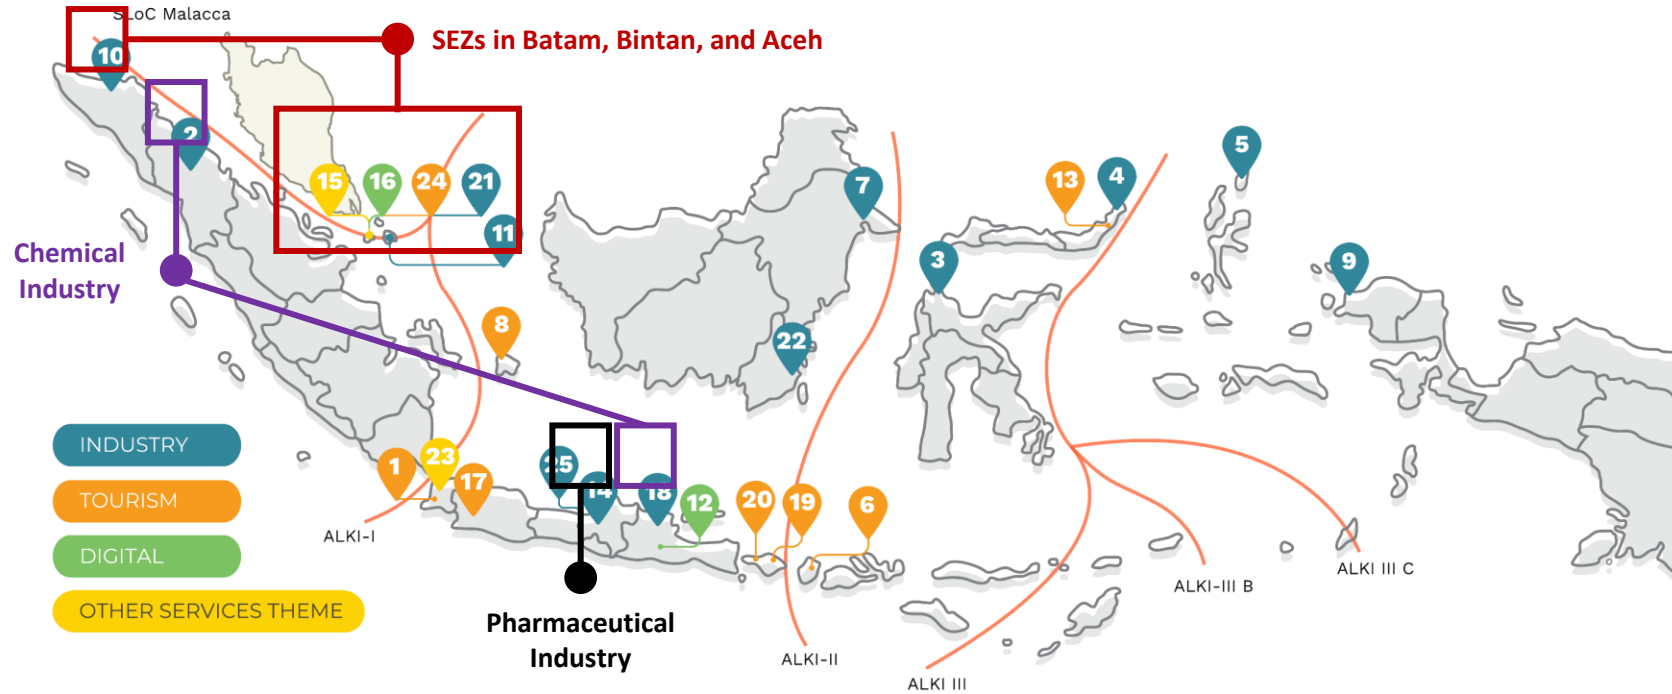 SLoC Malacca
SEZs in Batam, Bintan, and Aceh
10
2
15
16
24
21
11
7
13
4
5
3
9
Chemical
Industry
8
22
INDUSTRY
TOURISM
DIGITAL
OTHER SERVICES THEME
1
23
17
25
14
18
12
20
19
6
ALKI-I
Pharmaceutical
Industry
ALKI-II
ALKI III
ALKI-III B
ALKI III C